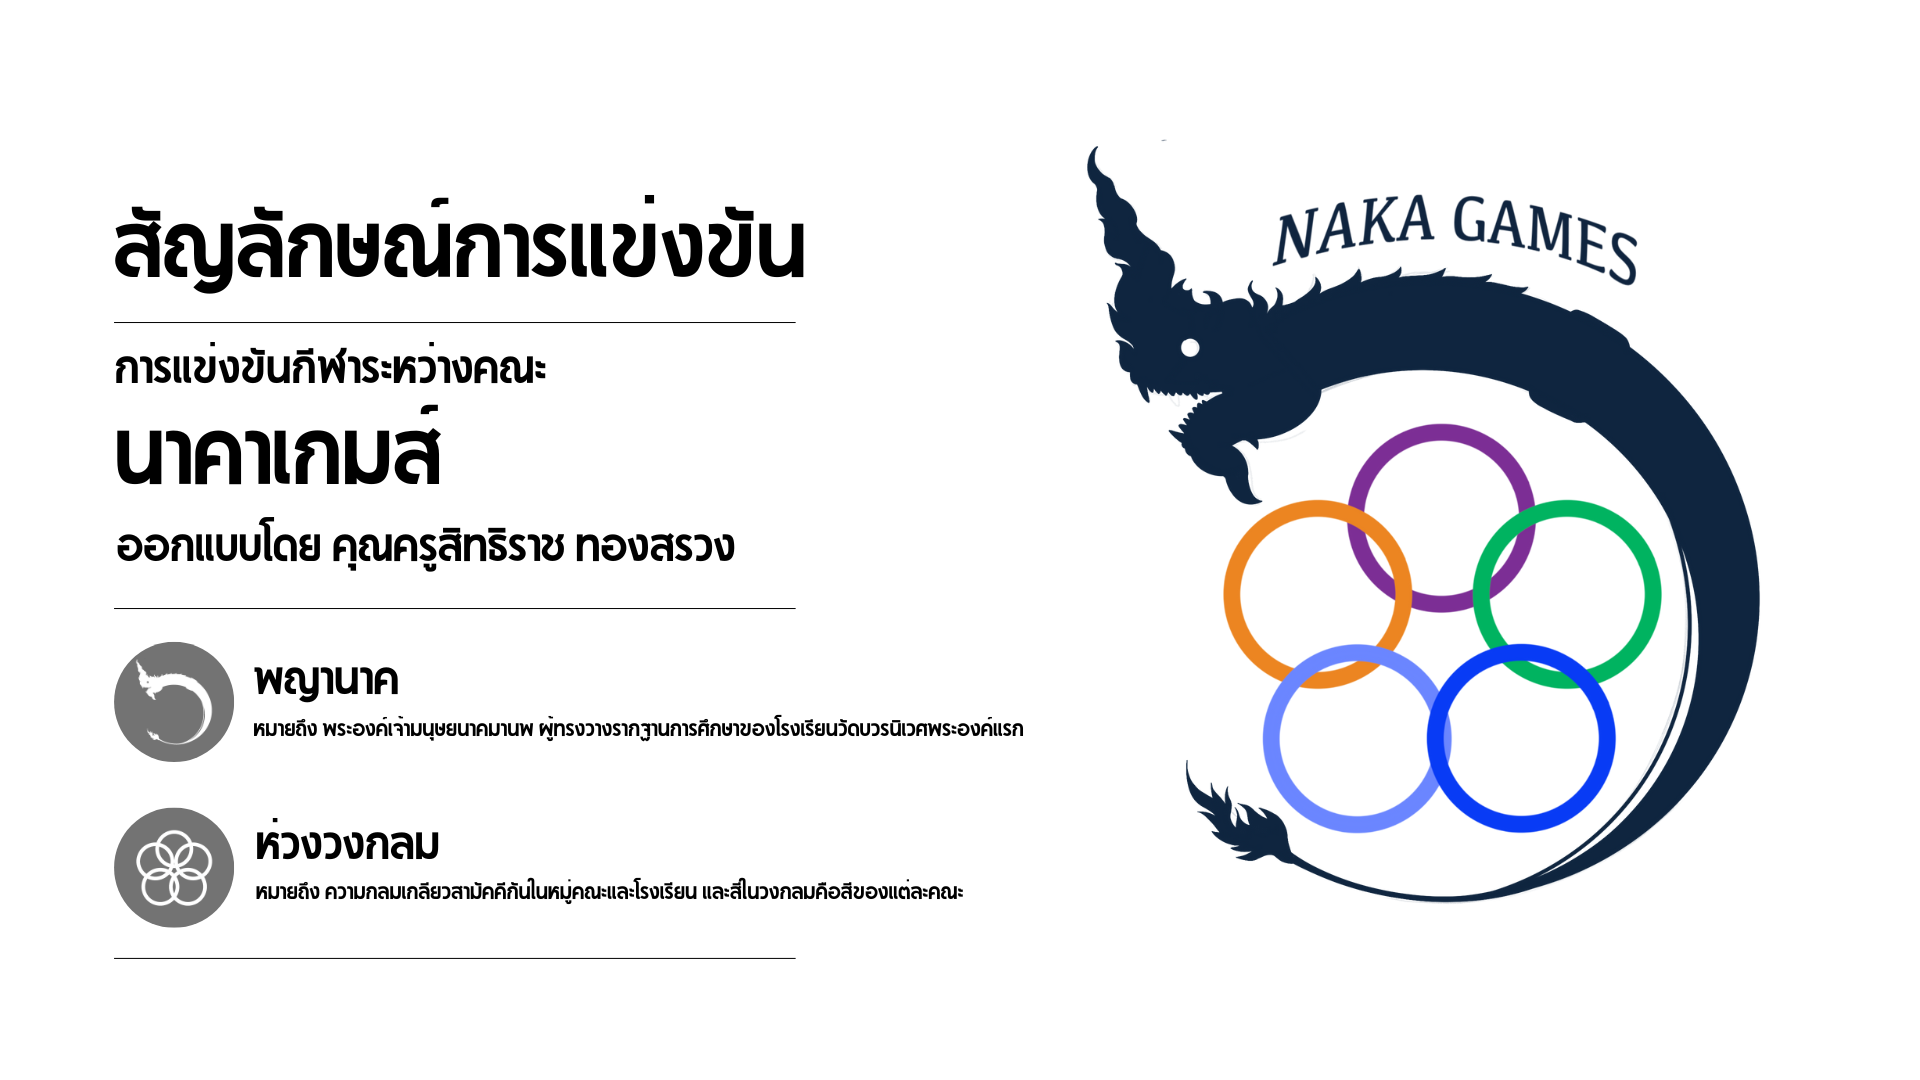 สัญลักษณ์การแข่งขัน
การแข่งขันกีฬาระหว่างคณะ
นาคาเกมส์
ออกแบบโดย คุณครูสิทธิราช ทองสรวง
พญานาค
หมายถึง พระองค์เจ้ามนุษยนาคมานพ ผู้ทรงวางรากฐานการศึกษาของโรงเรียนวัดบวรนิเวศพระองค์แรก
ห่วงวงกลม
หมายถึง ความกลมเกลียวสามัคคีกันในหมู่คณะและโรงเรียน และสีในวงกลมคือสีของแต่ละคณะ
NAKA GAMES